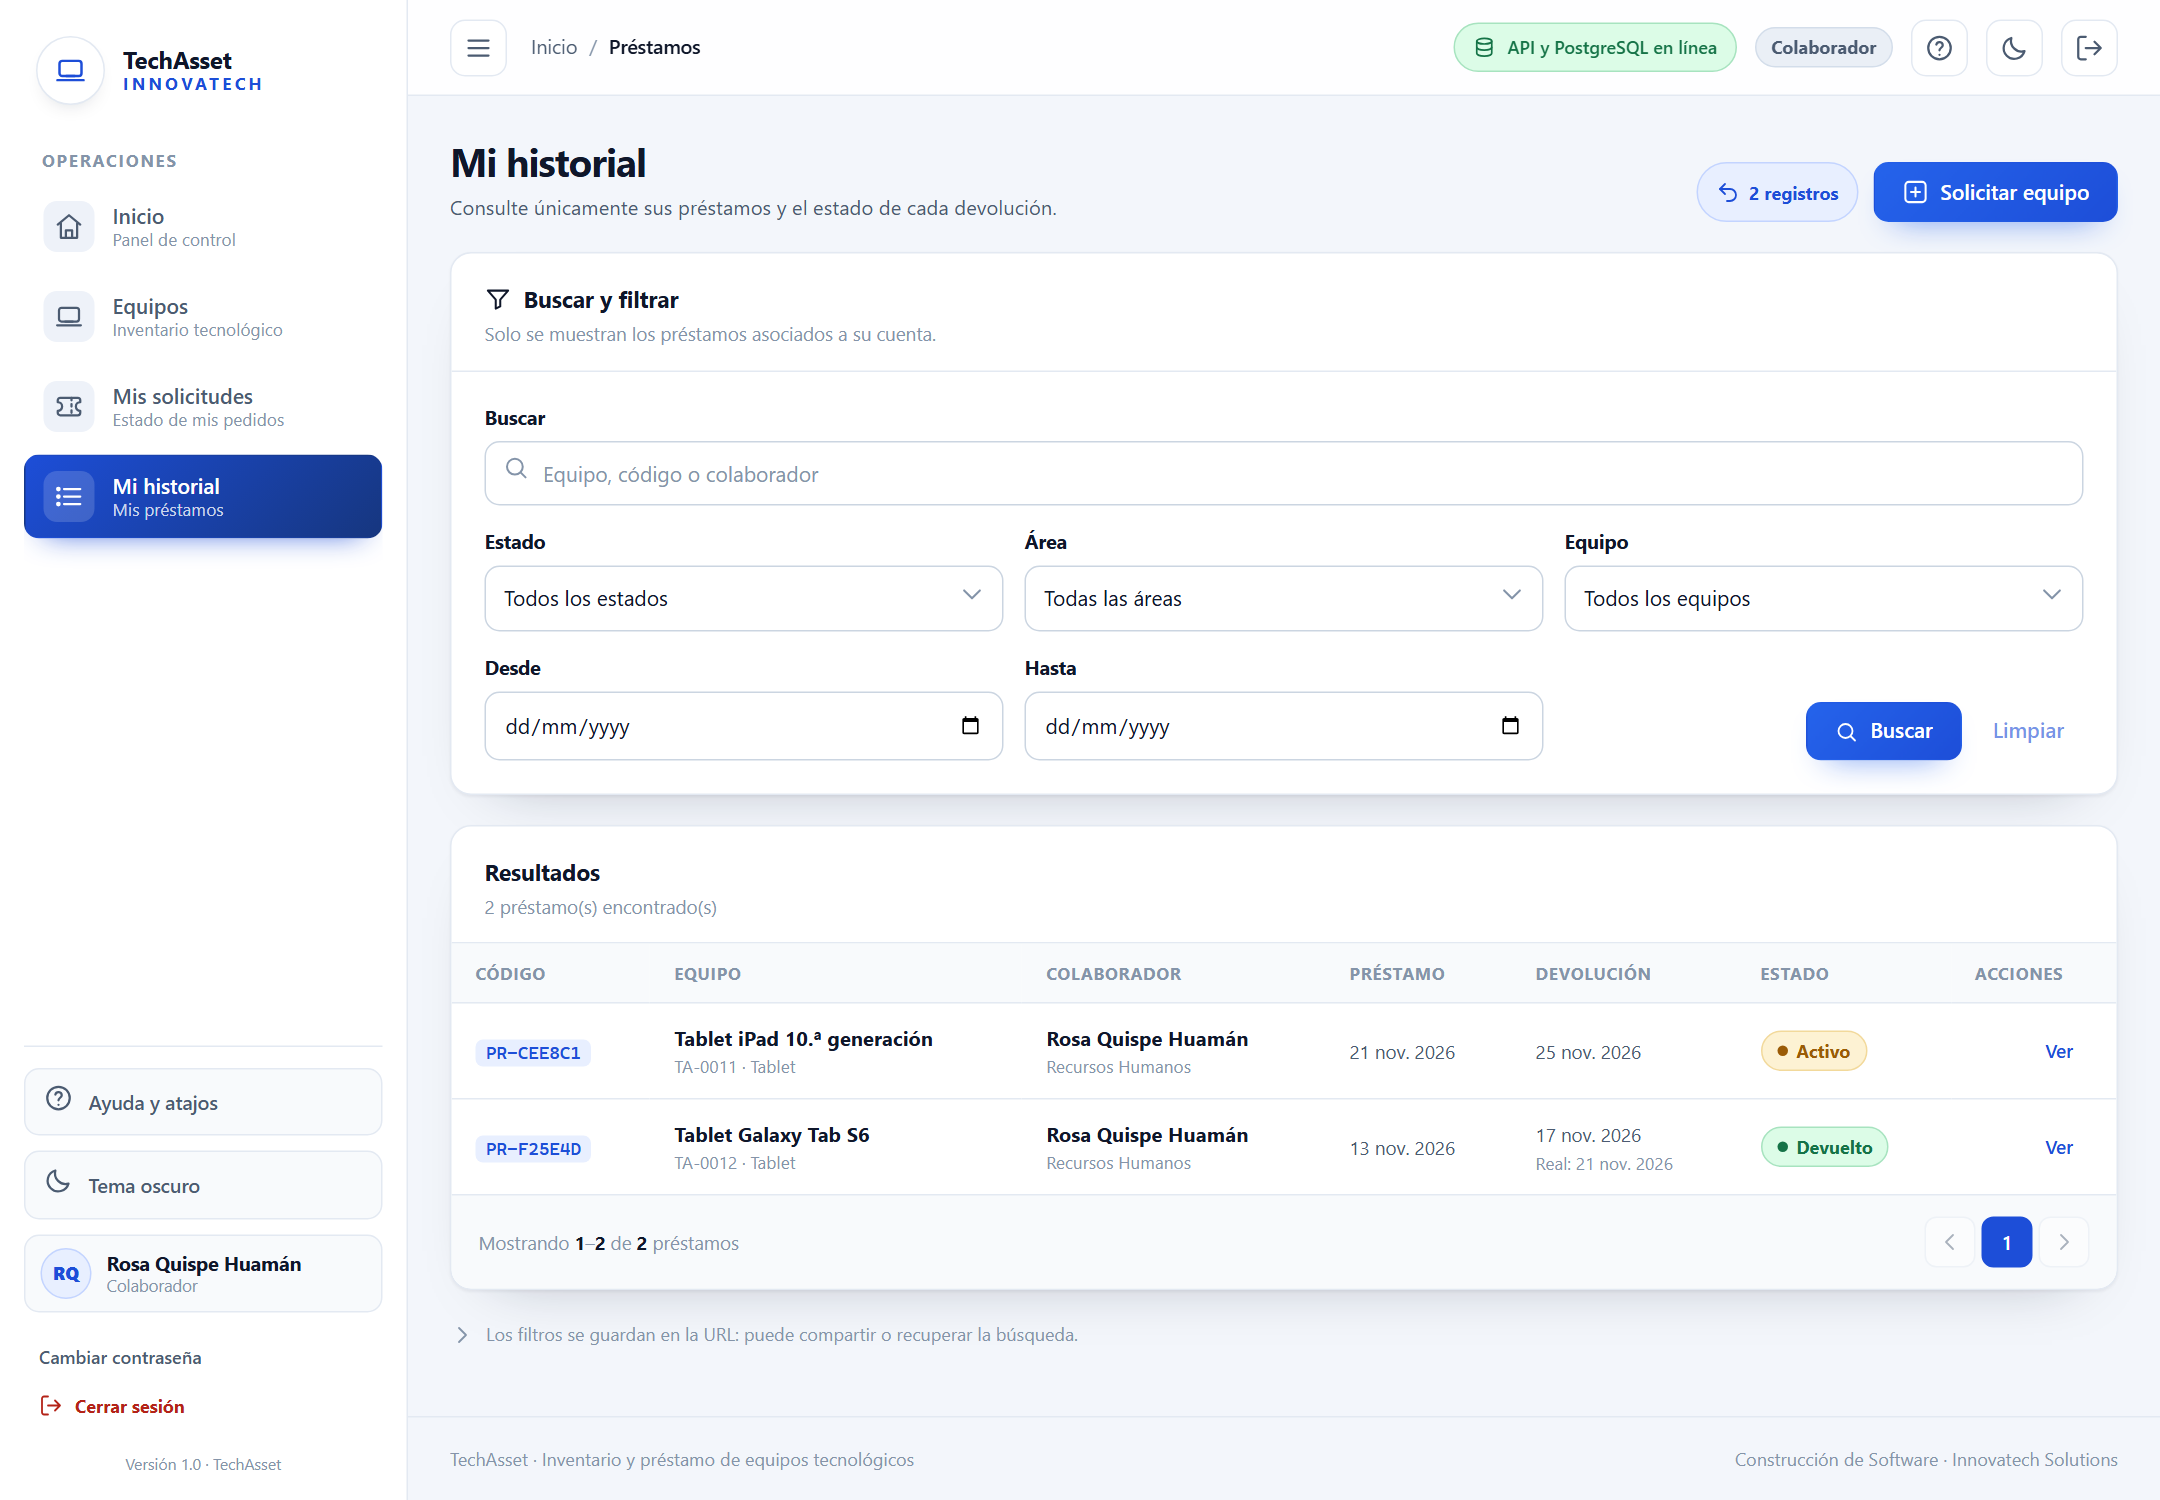 TechAsset
INNOVATECH
OPERACIONES
Inicio
Panel de control
Equipos
Inventario tecnológico
Mis solicitudes
Estado de mis pedidos
Mi historial
Mis préstamos
Ayuda y atajos
Tema oscuro
RQ
Rosa Quispe Huamán
Colaborador
Cambiar contraseña
Cerrar sesión
Versión 1.0 · TechAsset
Inicio / Préstamos
API y PostgreSQL en línea
Colaborador
Mi historial
Consulte únicamente sus préstamos y el estado de cada devolución.
2 registros
Solicitar equipo
Buscar y filtrar
Solo se muestran los préstamos asociados a su cuenta.
Buscar
Equipo, código o colaborador
Estado Área Equipo
Todos los estados Todas las áreas Todos los equipos
Desde Hasta
dd/mm/yyyy dd/mm/yyyy Buscar Limpiar
Resultados
2 préstamo(s) encontrado(s)
CÓDIGO EQUIPO COLABORADOR PRÉSTAMO DEVOLUCIÓN ESTADO ACCIONES
PR-CEE8C1 Tablet iPad 10.ª generación Rosa Quispe Huamán 21 nov. 2026 25 nov. 2026 Activo Ver
TA-0011 · Tablet Recursos Humanos
PR-F25E4D Tablet Galaxy Tab S6 Rosa Quispe Huamán 13 nov. 2026 17 nov. 2026 Devuelto Ver
TA-0012 · Tablet Recursos Humanos Real: 21 nov. 2026
Mostrando 1–2 de 2 préstamos
1
Los filtros se guardan en la URL: puede compartir o recuperar la búsqueda.
TechAsset · Inventario y préstamo de equipos tecnológicos
Construcción de Software · Innovatech Solutions